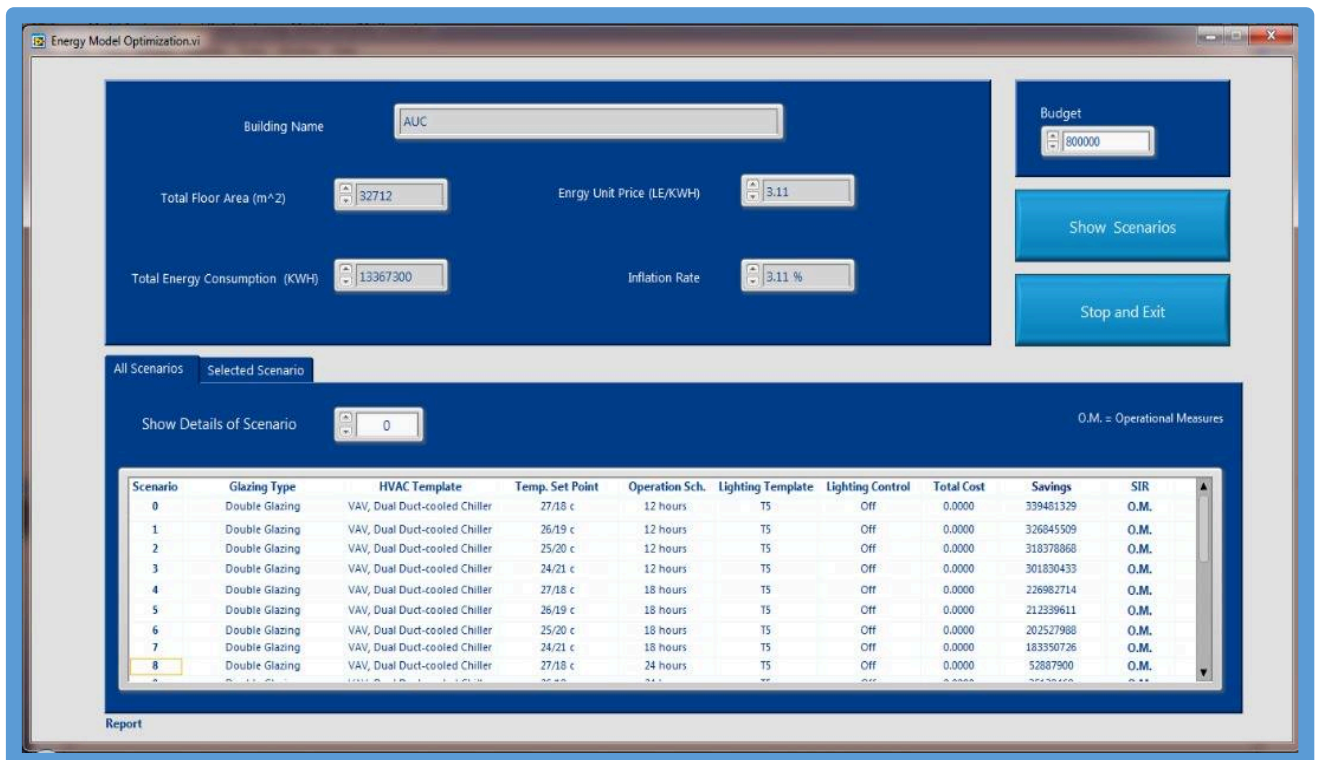 Energy Model Optimization.vi
Building Name AUC
Budget
800000
Total Floor Area (m^2) 32712 Enrgy Unit Price (LE/KWH) 3.11
Show Scenarios
Total Energy Consumption (KWH) 13367300 Inflation Rate 3.11 %
Stop and Exit
All Scenarios Selected Scenario
Show Details of Scenario 0 O.M. = Operational Measures
Scenario Glazing Type HVAC Template Temp. Set Point Operation Sch. Lighting Template Lighting Control Total Cost Savings SIR
0 Double Glazing VAV, Dual Duct-cooled Chiller 27/18 c 12 hours T5 Off 0.0000 339481329 O.M.
1 Double Glazing VAV, Dual Duct-cooled Chiller 26/19 c 12 hours T5 Off 0.0000 326845509 O.M.
2 Double Glazing VAV, Dual Duct-cooled Chiller 25/20 c 12 hours T5 Off 0.0000 318378868 O.M.
3 Double Glazing VAV, Dual Duct-cooled Chiller 24/21 c 12 hours T5 Off 0.0000 301830433 O.M.
4 Double Glazing VAV, Dual Duct-cooled Chiller 27/18 c 18 hours T5 Off 0.0000 226982714 O.M.
5 Double Glazing VAV, Dual Duct-cooled Chiller 26/19 c 18 hours T5 Off 0.0000 212339611 O.M.
6 Double Glazing VAV, Dual Duct-cooled Chiller 25/20 c 18 hours T5 Off 0.0000 202527988 O.M.
7 Double Glazing VAV, Dual Duct-cooled Chiller 24/21 c 18 hours T5 Off 0.0000 183350726 O.M.
8 Double Glazing VAV, Dual Duct-cooled Chiller 27/18 c 24 hours T5 Off 0.0000 52887900 O.M.
Report